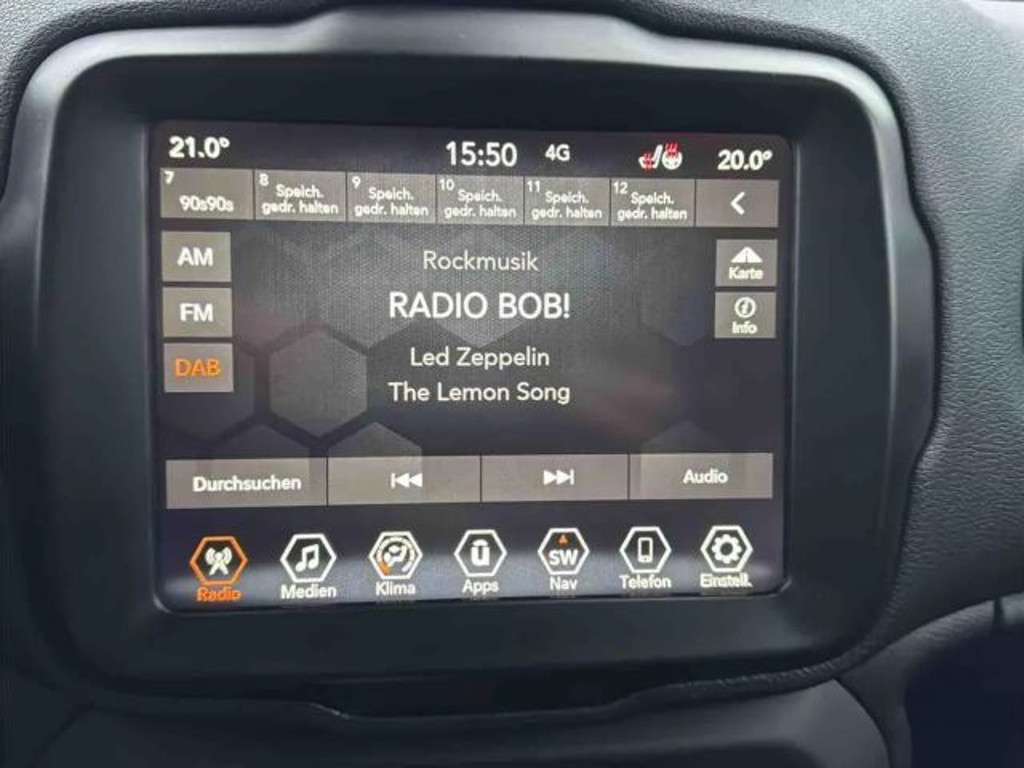 21.0°
15:50
4G
20.0°
7
90s90s
8
Speich.
gedr. halten
9
Speich.
gedr. halten
10
Speich.
gedr. halten
11
Speich.
gedr. halten
12
Speich.
gedr. halten
AM
FM
DAB
Rockmusik
RADIO BOB!
Led Zeppelin
The Lemon Song
Karte
Info
Durchsuchen
Audio
Radio
Medien
Klima
ū
Apps
SW
Nav
Telefon
Einstell.